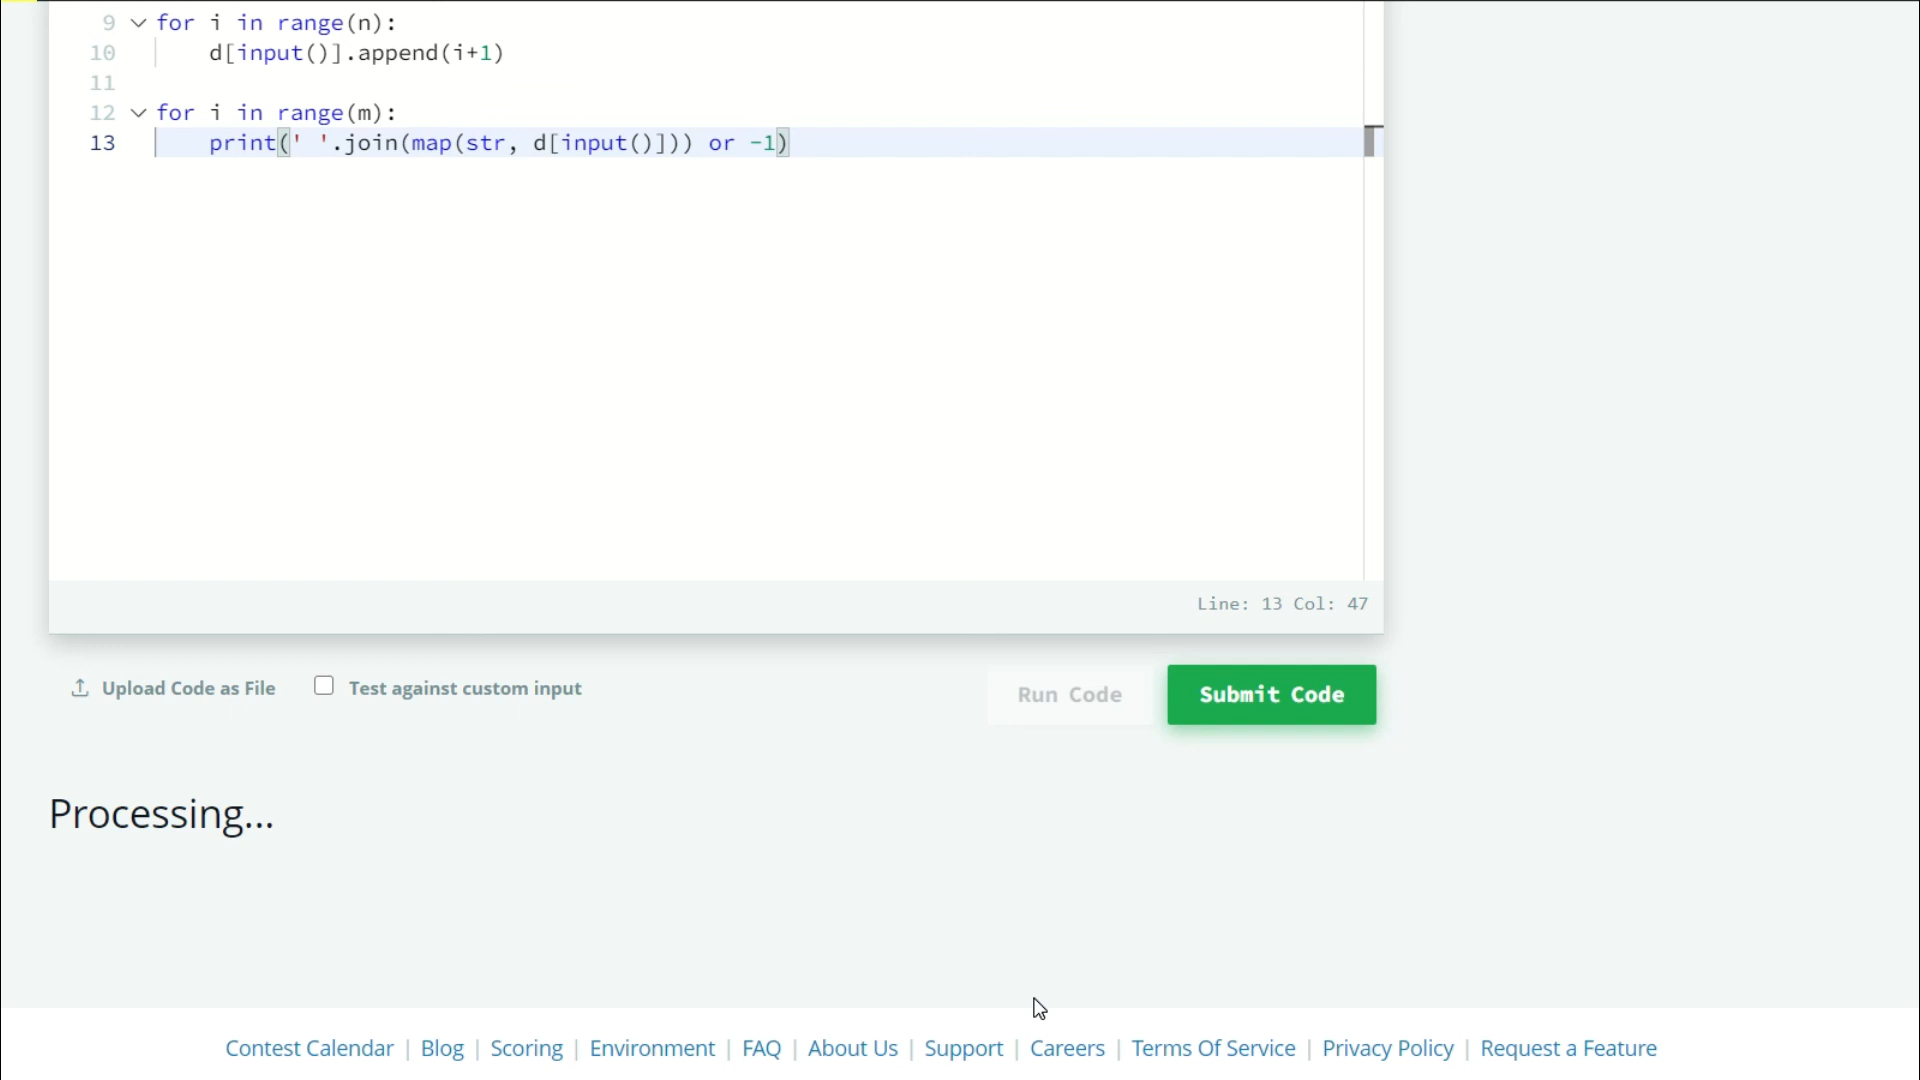 9 for i in range(n):
10 d[input()].append(i+1)
11
12 for i in range(m):
13 print(' '.join(map(str, d[input()])) or -1)
Line: 13 Col: 47
Upload Code as File Test against custom input Run Code Submit Code
Processing...
Contest Calendar | Blog | Scoring | Environment | FAQ | About Us | Support | Careers | Terms Of Service | Privacy Policy | Request a Feature